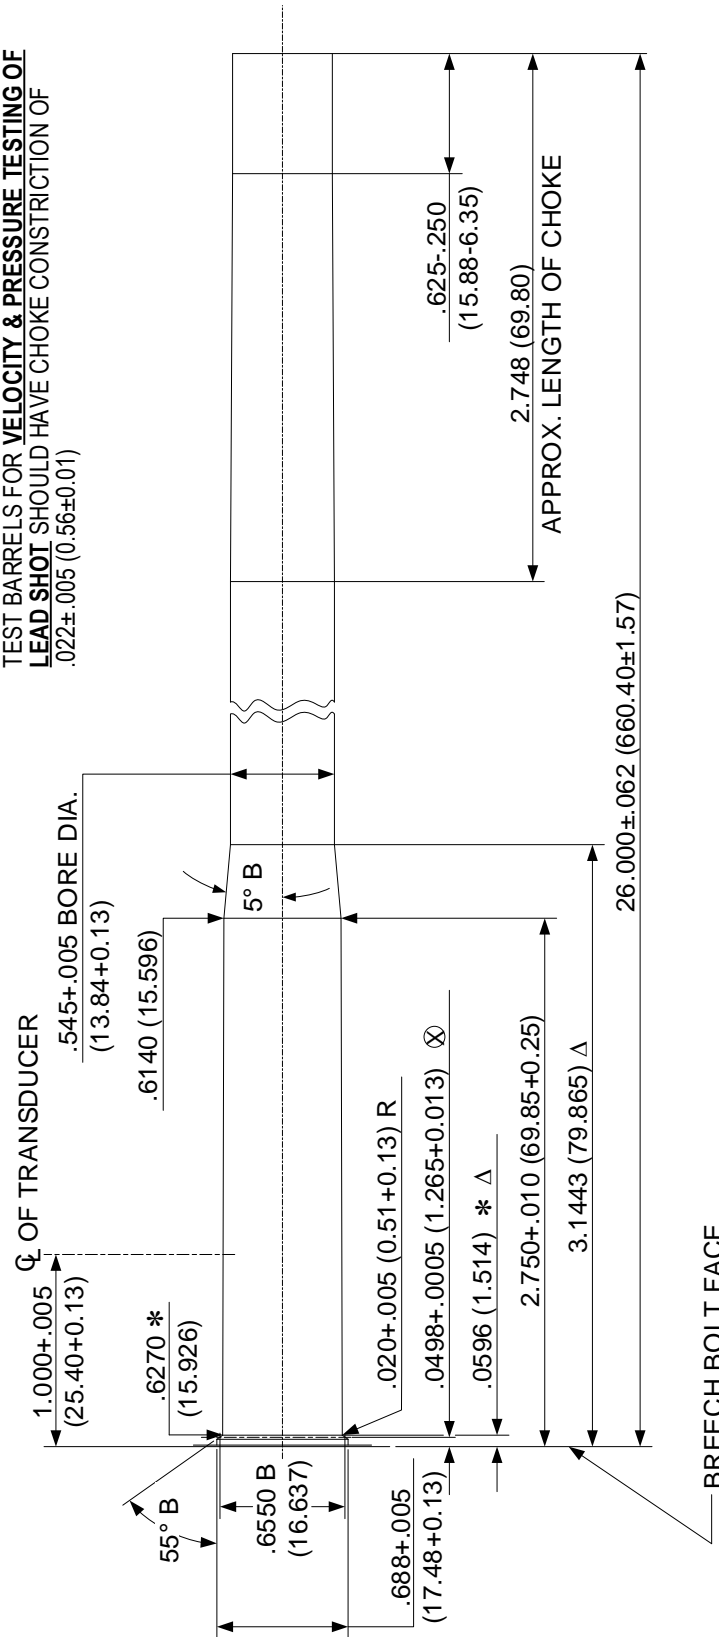 TEST BARRELS FOR VELOCITY & PRESSURE TESTING OF
LEAD SHOT SHOULD HAVE CHOKE CONSTRICTION OF
.022±.005 (0.56±0.01)
℄ OF TRANSDUCER
1.000+.005
(25.40+0.13)
.545+.005 BORE DIA.
(13.84+0.13)
.6140 (15.596)
.6270 *
(15.926)
5° B
55° B
.6550 B
(16.637)
.688+.005
(17.48+0.13)
.020+.005 (0.51+0.13) R
.0498+.0005 (1.265+0.013) ⊗
.0596 (1.514) * Δ
2.750+.010 (69.85+0.25)
3.1443 (79.865) Δ
26.000±.062 (660.40±1.57)
.625-.250
(15.88-6.35)
2.748 (69.80)
APPROX. LENGTH OF CHOKE
BREECH BOLT FACE